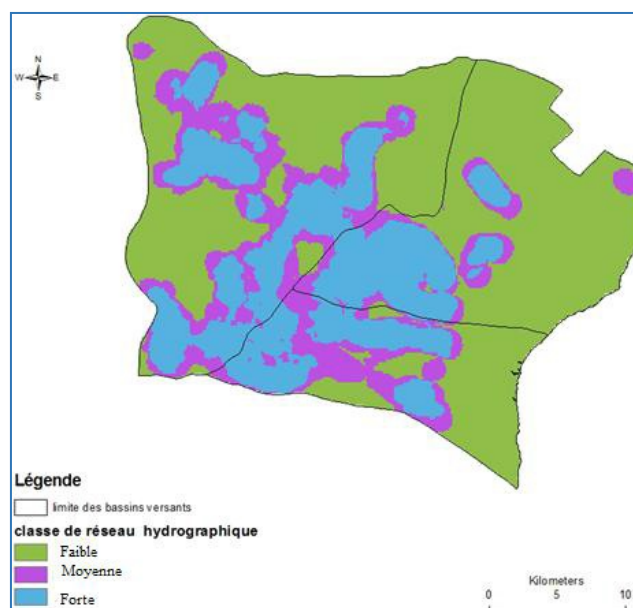 N
W E
S
Légende
limite des bassins versants
classe de réseau hydrographique
Faible
Moyenne
Forte
Kilometers
0 5 10